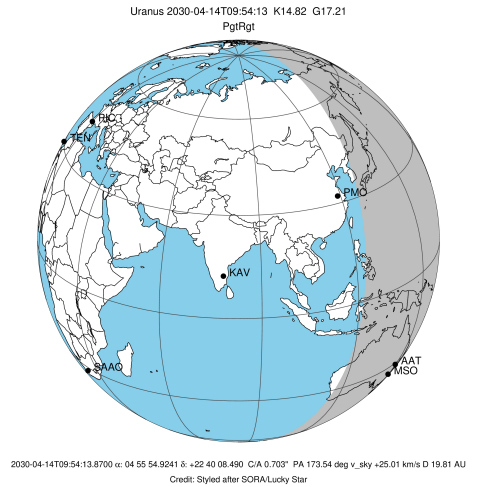 Uranus 2030-04-14T09:54:13 K14.82 G17.21
PgtRgt
PIC
TEN
PMO
KAV
SAAO
AAT
MSO
2030-04-14T09:54:13.8700 α: 04 55 54.9241 δ: +22 40 08.490 C/A 0.703" PA 173.54 deg v_sky +25.01 km/s D 19.81 AU
Credit: Styled after SORA/Lucky Star